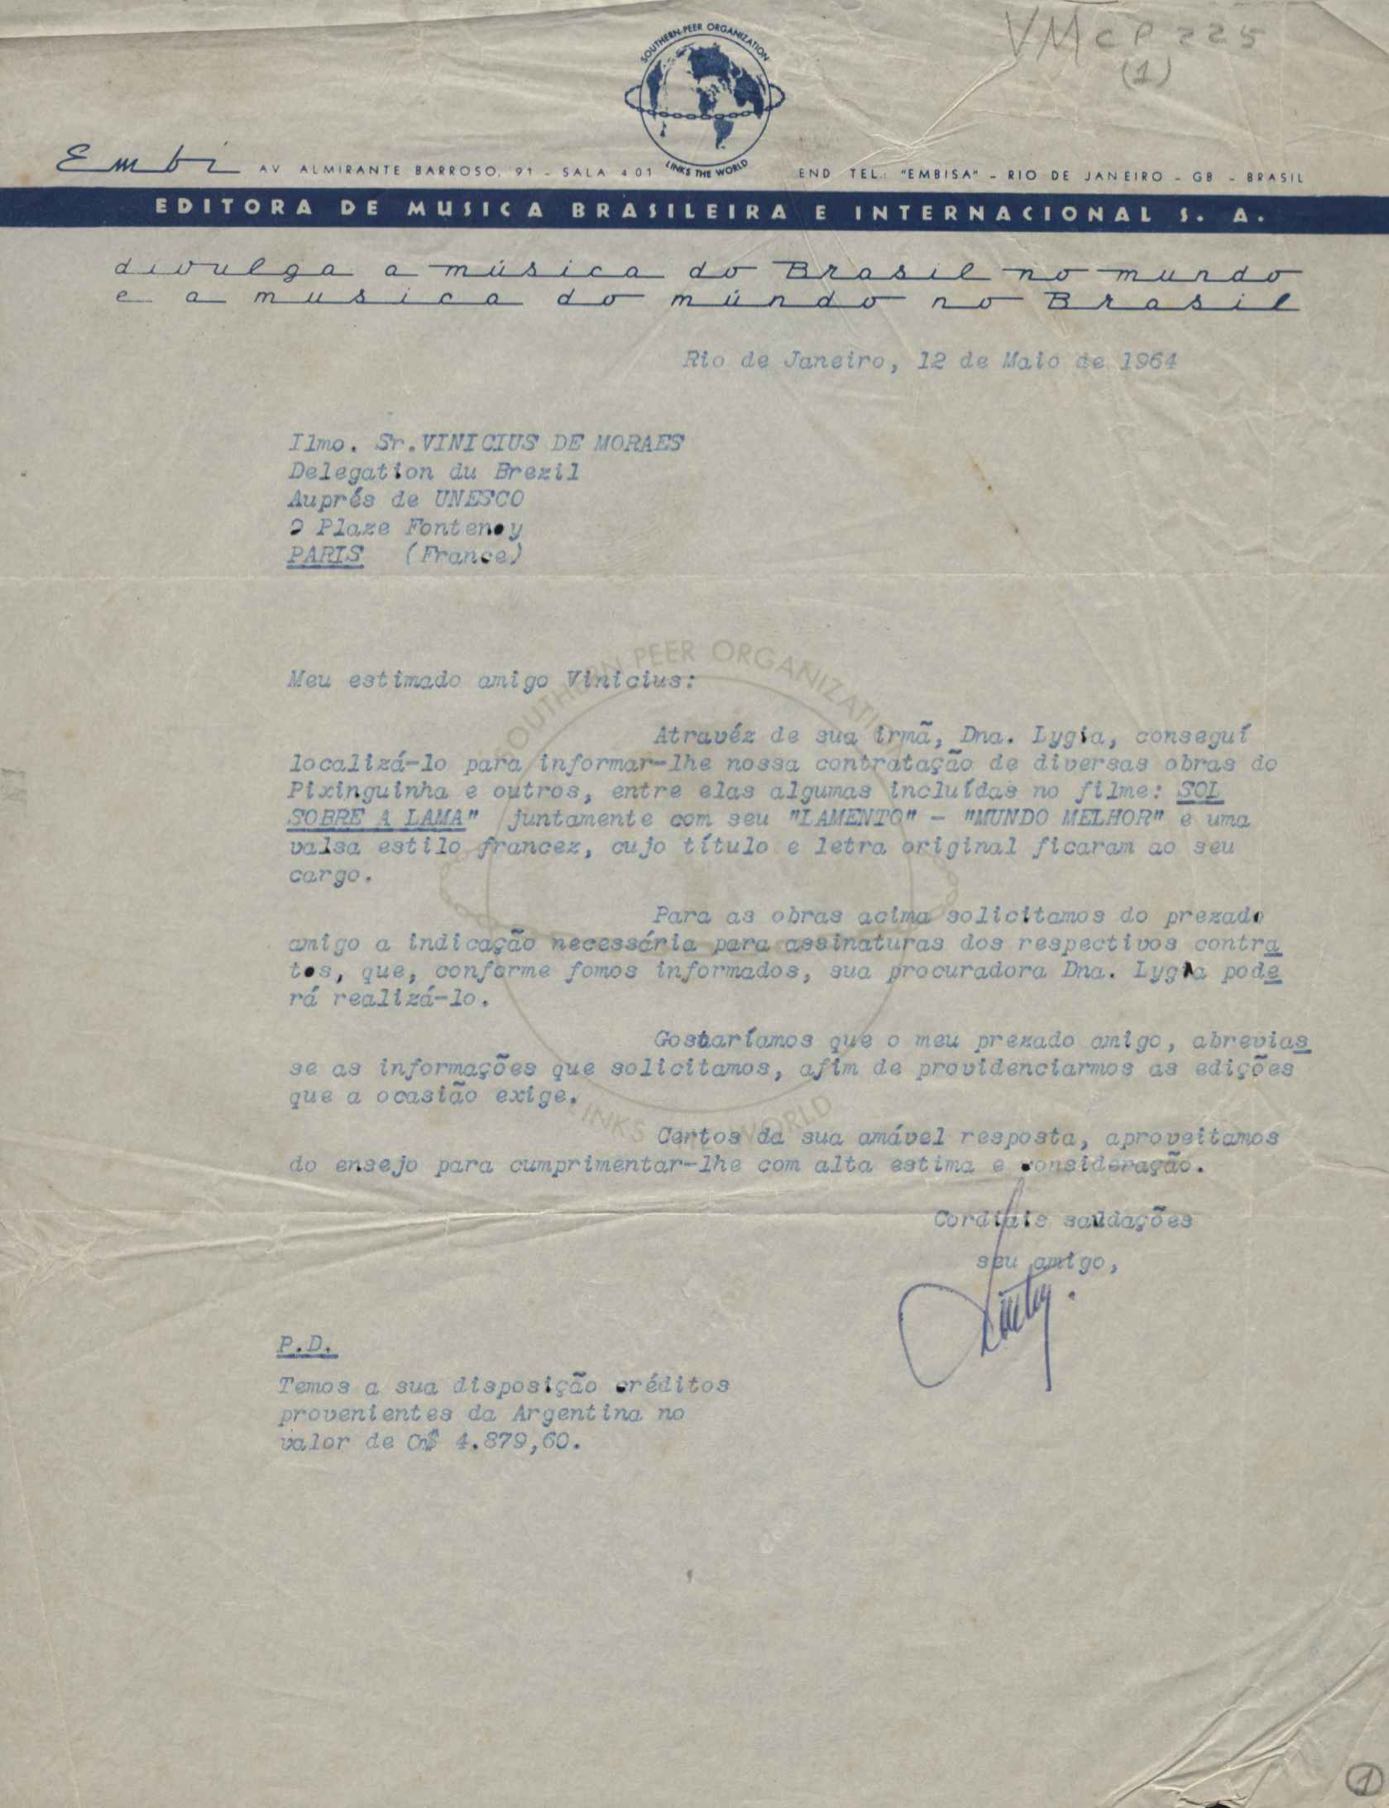 VMCP225
(1)
SOUTHERN-PEER ORGANIZATION
LINKS THE WORLD
Embi AV ALMIRANTE BARROSO, 91 - SALA 401 END TEL.: "EMBISA" - RIO DE JANEIRO - GB - BRASIL
EDITORA DE MUSICA BRASILEIRA E INTERNACIONAL S. A.
divulga a música do Brasil no mundo
e a musica do múndo no Brasil
Rio de Janeiro, 12 de Maio de 1964
Ilmo. Sr. VINICIUS DE MORAES
Delegation du Brezil
Auprés de UNESCO
9 Plaze Fontenoy
PARIS (France)
SOUTHERN PEER ORGANIZATION
Meu estimado amigo Vinicius:
Atravéz de sua irmã, Dna. Lygia, conseguí
localizá-lo para informar-lhe nossa contratação de diversas obras do
Pixinguinha e outros, entre elas algumas incluídas no filme: SOL
SOBRE A LAMA" juntamente com seu "LAMENTO" - "MUNDO MELHOR" e uma
valsa estilo francez, cujo título e letra original ficaram ao seu
cargo.
Para as obras acima solicitamos do prezado
amigo a indicação necessária para assinaturas dos respectivos contra
tos, que, conforme fomos informados, sua procuradora Dna. Lygia pode
rá realizá-lo.
Gostaríamos que o meu prezado amigo, abrevias
se as informações que solicitamos, afim de providenciarmos as edições
que a ocasião exige.
LINKS THE WORLD
Certos da sua amável resposta, aproveitamos
do ensejo para cumprimentar-lhe com alta estima e consideração.
Cordiais saudações
seu amigo,
P.D.
Temos a sua disposição créditos
provenientes da Argentina no
valor de Cr$ 4.879,60.
1